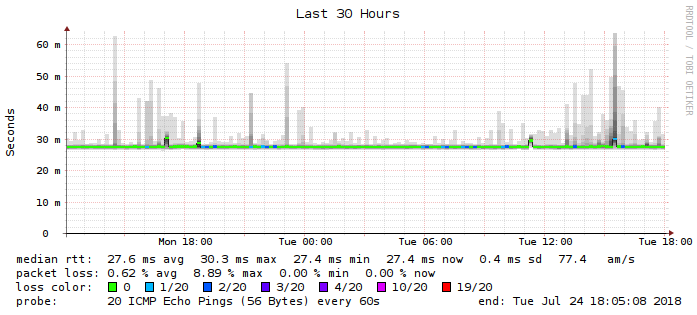 Last 30 Hours
RRDTOOL / TOBI OETIKER
Seconds
60 m
50 m
40 m
30 m
20 m
10 m
0
Mon 18:00 Tue 00:00 Tue 06:00 Tue 12:00 Tue 18:00
median rtt: 27.6 ms avg 30.3 ms max 27.4 ms min 27.4 ms now 0.4 ms sd 77.4 am/s
packet loss: 0.62 % avg 8.89 % max 0.00 % min 0.00 % now
loss color: 0 1/20 2/20 3/20 4/20 10/20 19/20
probe: 20 ICMP Echo Pings (56 Bytes) every 60s end: Tue Jul 24 18:05:08 2018